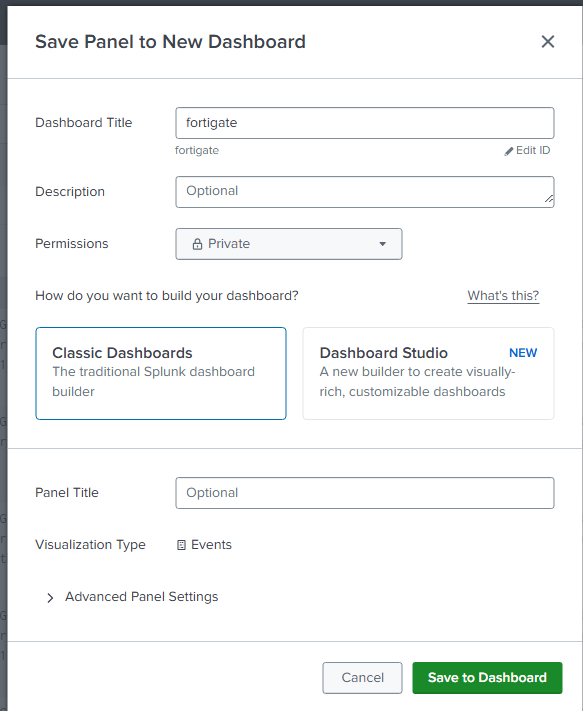 Save Panel to New Dashboard
Dashboard Title
fortigate
fortigate
Edit ID
Description
Optional
Permissions
Private
How do you want to build your dashboard?
What's this?
Classic Dashboards
The traditional Splunk dashboard
builder
Dashboard Studio
NEW
A new builder to create visually-
rich, customizable dashboards
Panel Title
Optional
Visualization Type
Events
Advanced Panel Settings
Cancel
Save to Dashboard